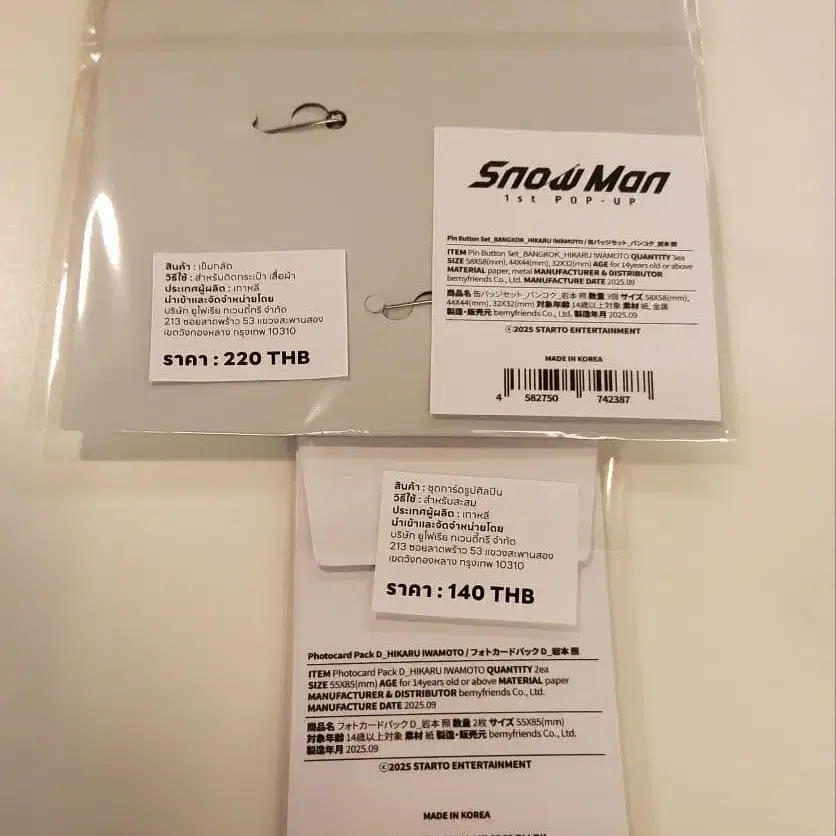 Snow Man
1st POP-UP
Pin Button Set_BANGKOK_HIKARU IWAMOTO / 缶バッジセット_バンコク_岩本 照
ITEM Pin Button Set_BANGKOK_HIKARU IWAMOTO QUANTITY 3ea
SIZE 58X58(mm), 44X44(mm), 32X32(mm) AGE for 14years old or above
MATERIAL paper, metal MANUFACTURER & DISTRIBUTOR
bemyfriends Co., Ltd. MANUFACTURE DATE 2025.09
商品名 缶バッジセット_バンコク_岩本 照 数量 3個 サイズ 58X58(mm),
44X44(mm), 32X32(mm) 対象年齢 14歳以上対象 素材 紙, 金属
製造・販売元 bemyfriends Co., Ltd. 製造年月 2025.09
ⓒ2025 STARTO ENTERTAINMENT
MADE IN KOREA
4 582750 742387
สินค้า : เข็มกลัด
วิธีใช้ : สำหรับติดกระเป๋า เสื้อผ้า
ประเทศผู้ผลิต : เกาหลี
นำเข้าและจัดจำหน่ายโดย
บริษัท ยูโฟเรีย ทเวนตี้ทรี จำกัด
213 ซอยลาดพร้าว 53 แขวงสะพานสอง
เขตวังทองหลาง กรุงเทพ 10310
ราคา : 220 THB
สินค้า : ชุดการ์ดรูปศิลปิน
วิธีใช้ : สำหรับสะสม
ประเทศผู้ผลิต : เกาหลี
นำเข้าและจัดจำหน่ายโดย
บริษัท ยูโฟเรีย ทเวนตี้ทรี จำกัด
213 ซอยลาดพร้าว 53 แขวงสะพานสอง
เขตวังทองหลาง กรุงเทพ 10310
ราคา : 140 THB
Photocard Pack D_HIKARU IWAMOTO / フォトカードパック D_岩本 照
ITEM Photocard Pack D_HIKARU IWAMOTO QUANTITY 2ea
SIZE 55X85(mm) AGE for 14years old or above MATERIAL paper
MANUFACTURER & DISTRIBUTOR bemyfriends Co., Ltd.
MANUFACTURE DATE 2025.09
商品名 フォトカードパック D_岩本 照 数量 2枚 サイズ 55X85(mm)
対象年齢 14歳以上対象 素材 紙 製造・販売元 bemyfriends Co., Ltd.
製造年月 2025.09
ⓒ2025 STARTO ENTERTAINMENT
MADE IN KOREA